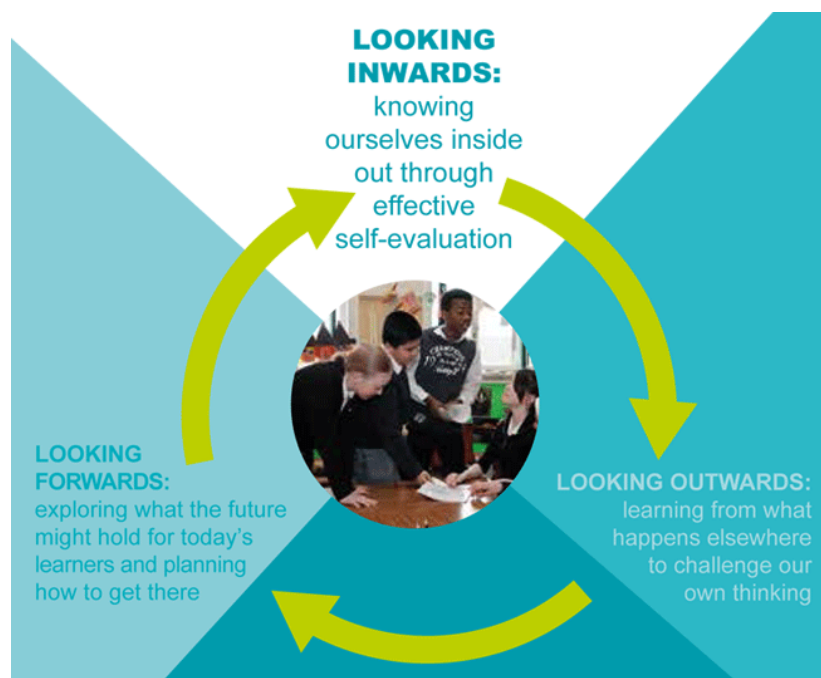 LOOKING
INWARDS:
knowing
ourselves inside
out through
effective
self-evaluation
LOOKING OUTWARDS:
learning from what
happens elsewhere
to challenge our
own thinking
LOOKING
FORWARDS:
exploring what the future
might hold for today's
learners and planning
how to get there